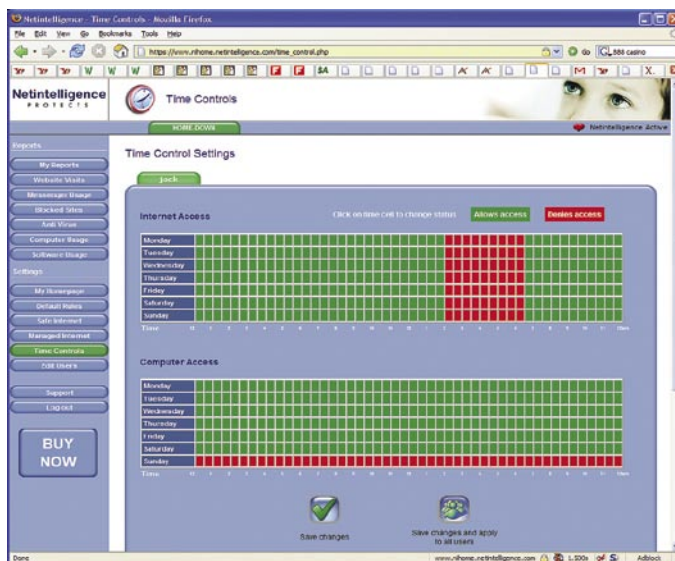 Netintelligence - Time Controls - Mozilla Firefox
File Edit View Go Bookmarks Tools Help
https://www.nihome.netintelligence.com/time_control.php
Go
888 casino
Netintelligence
PROTECTS
Time Controls
HOME-DOWN
Netintelligence Active
Reports
My Reports
Website Visits
Messenger Usage
Blocked Sites
Anti Virus
Computer Usage
Software Usage
Settings
My Homepage
Default Rules
Safe Internet
Managed Internet
Time Controls
Edit Users
Support
Log out
BUY
NOW
Time Control Settings
Jack
Internet Access
Click on time cell to change status
Allows access
Denies access
Monday
Tuesday
Wednesday
Thursday
Friday
Saturday
Sunday
Time
Computer Access
Monday
Tuesday
Wednesday
Thursday
Friday
Saturday
Sunday
Time
Save changes
Save changes and apply
to all users
Done
www.nihome.netintelligence.com
Adblock